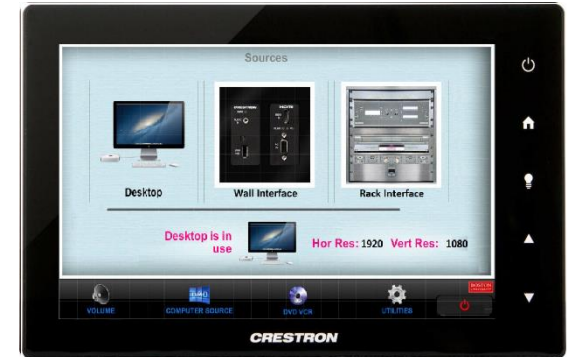 Sources
Desktop
Wall Interface
Rack Interface
Desktop is in
use
Hor Res: 1920 Vert Res: 1080
VOLUME
COMPUTER SOURCE
DVD VCR
UTILITIES
BOSTON
CRESTRON